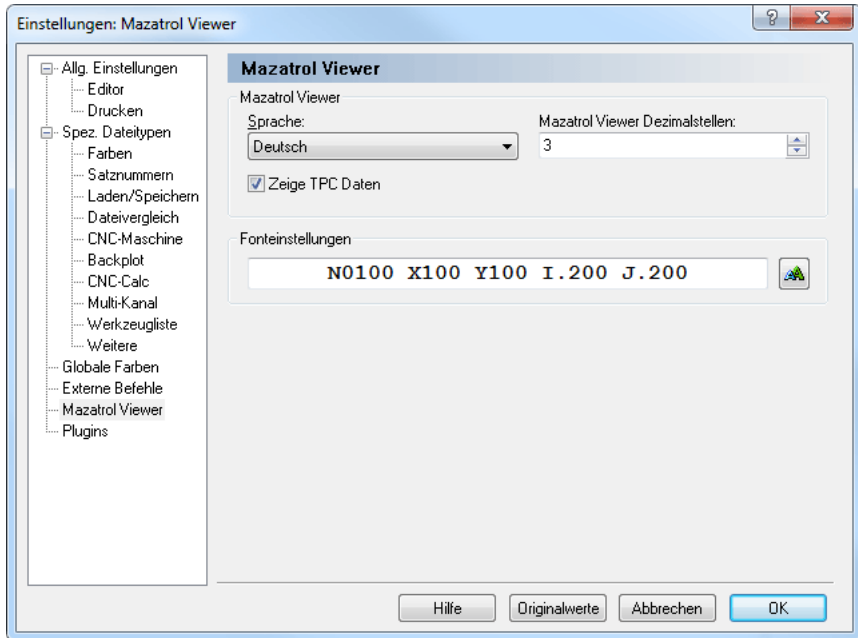 Einstellungen: Mazatrol Viewer
Allg. Einstellungen
Editor
Drucken
Spez. Dateitypen
Farben
Satznummern
Laden/Speichern
Dateivergleich
CNC-Maschine
Backplot
CNC-Calc
Multi-Kanal
Werkzeugliste
Weitere
Globale Farben
Externe Befehle
Mazatrol Viewer
Plugins
Mazatrol Viewer
Mazatrol Viewer
Sprache:
Deutsch
Mazatrol Viewer Dezimalstellen:
3
Zeige TPC Daten
Fonteinstellungen
N0100 X100 Y100 I.200 J.200
Hilfe
Originalwerte
Abbrechen
OK